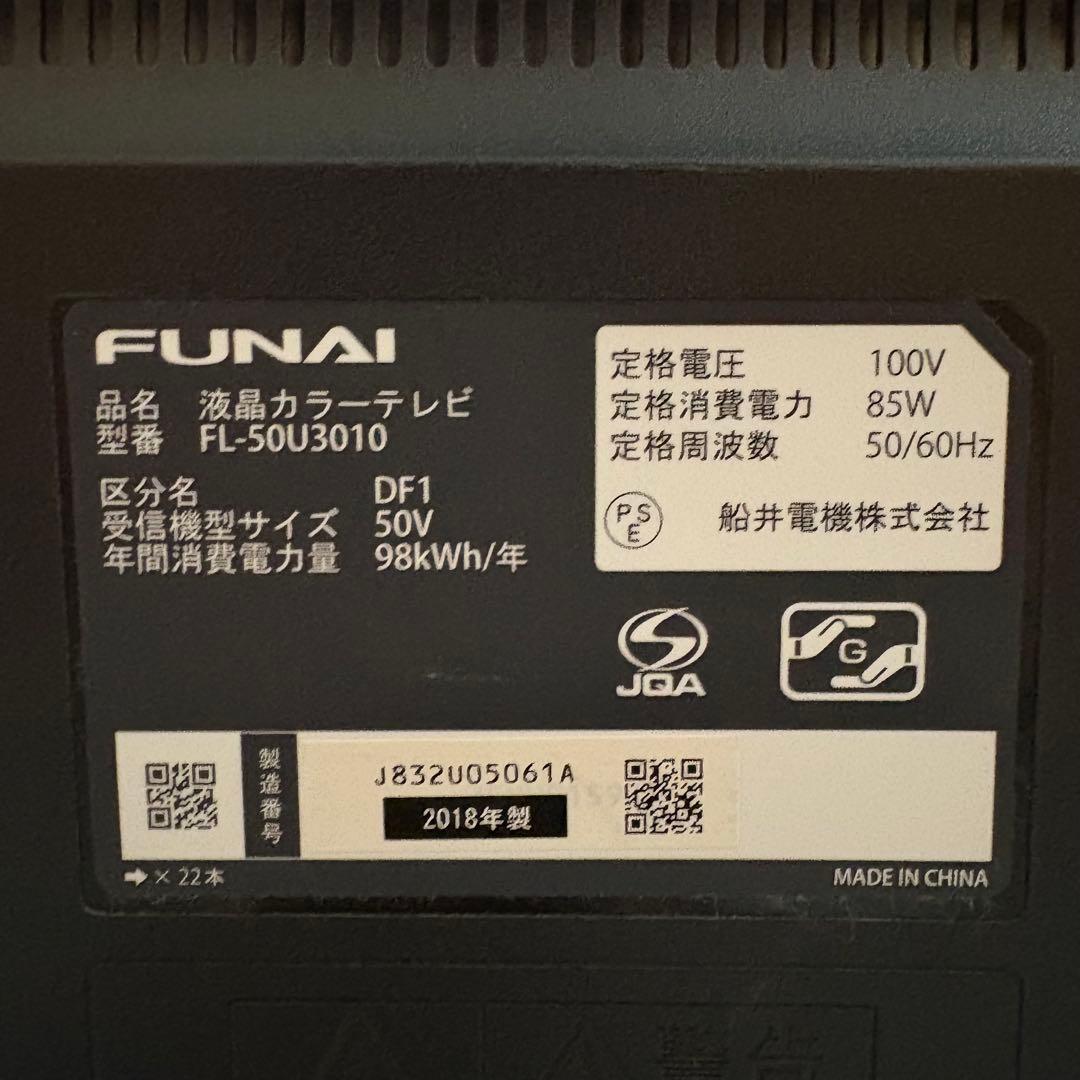 FUNAI
品名 液晶カラーテレビ
型番 FL-50U3010
区分名 DF1
受信機型サイズ 50V
年間消費電力量 98kWh/年
定格電圧 100V
定格消費電力 85W
定格周波数 50/60Hz
PSE
船井電機株式会社
JQA
G
製造番号
J832U05061A
2018年製
➡ × 22本
MADE IN CHINA